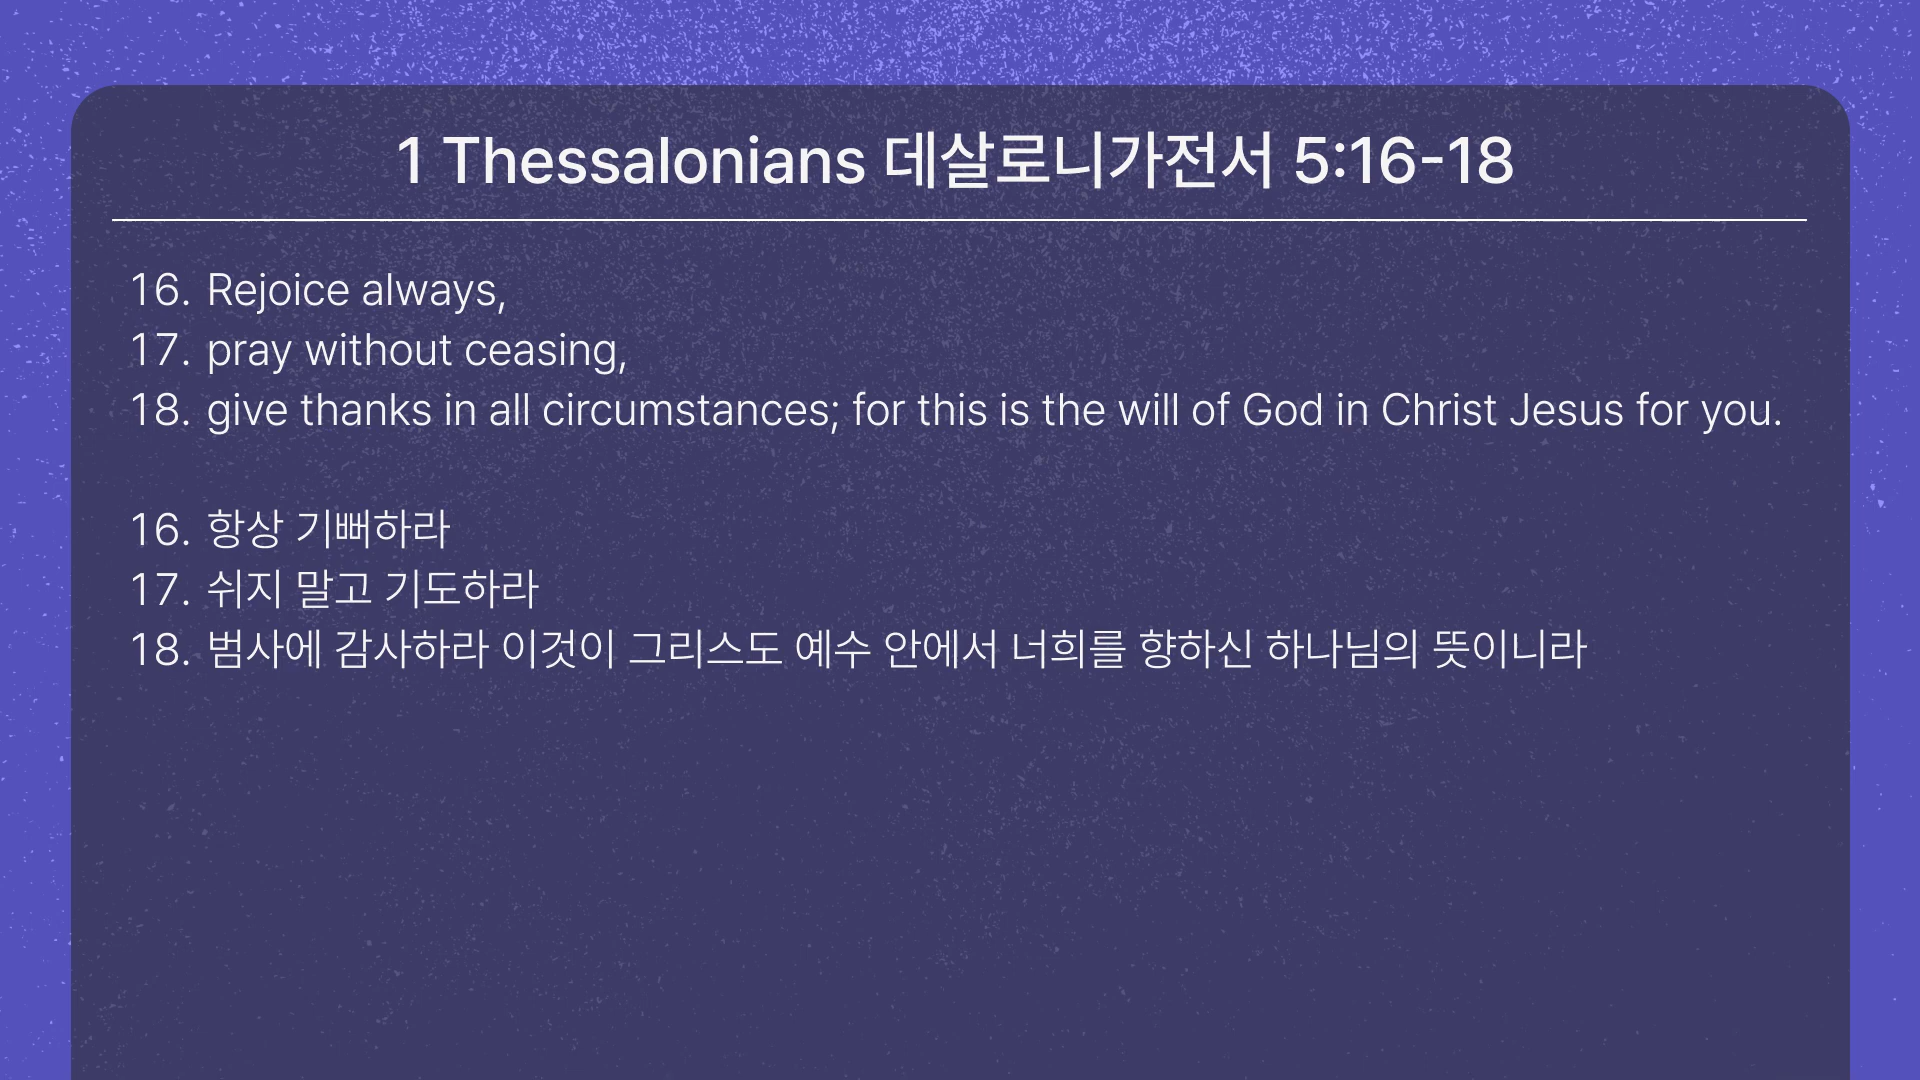 1 Thessalonians 데살로니가전서 5:16-18
16. Rejoice always,
17. pray without ceasing,
18. give thanks in all circumstances; for this is the will of God in Christ Jesus for you.
16. 항상 기뻐하라
17. 쉬지 말고 기도하라
18. 범사에 감사하라 이것이 그리스도 예수 안에서 너희를 향하신 하나님의 뜻이니라